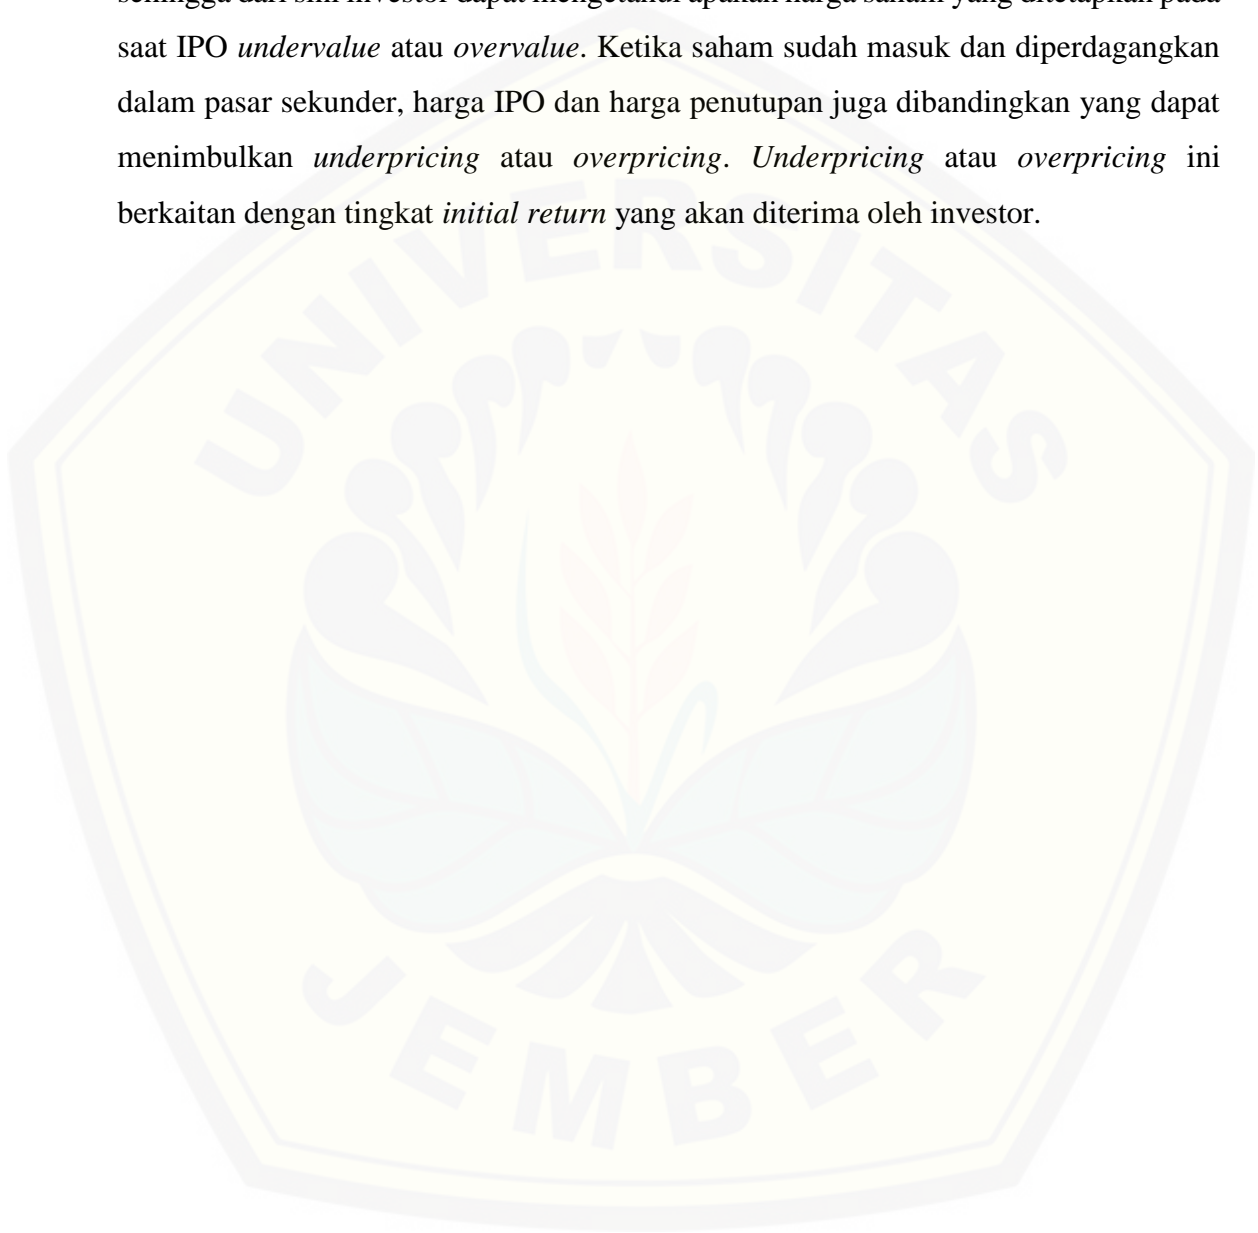 sehingga dari sini investor dapat mengetahui apakah harga saham yang ditetapkan pada
saat IPO undervalue atau overvalue. Ketika saham sudah masuk dan diperdagangkan
dalam pasar sekunder, harga IPO dan harga penutupan juga dibandingkan yang dapat
menimbulkan underpricing atau overpricing. Underpricing atau overpricing ini
berkaitan dengan tingkat initial return yang akan diterima oleh investor.
UNIVERSITAS
JEMBER